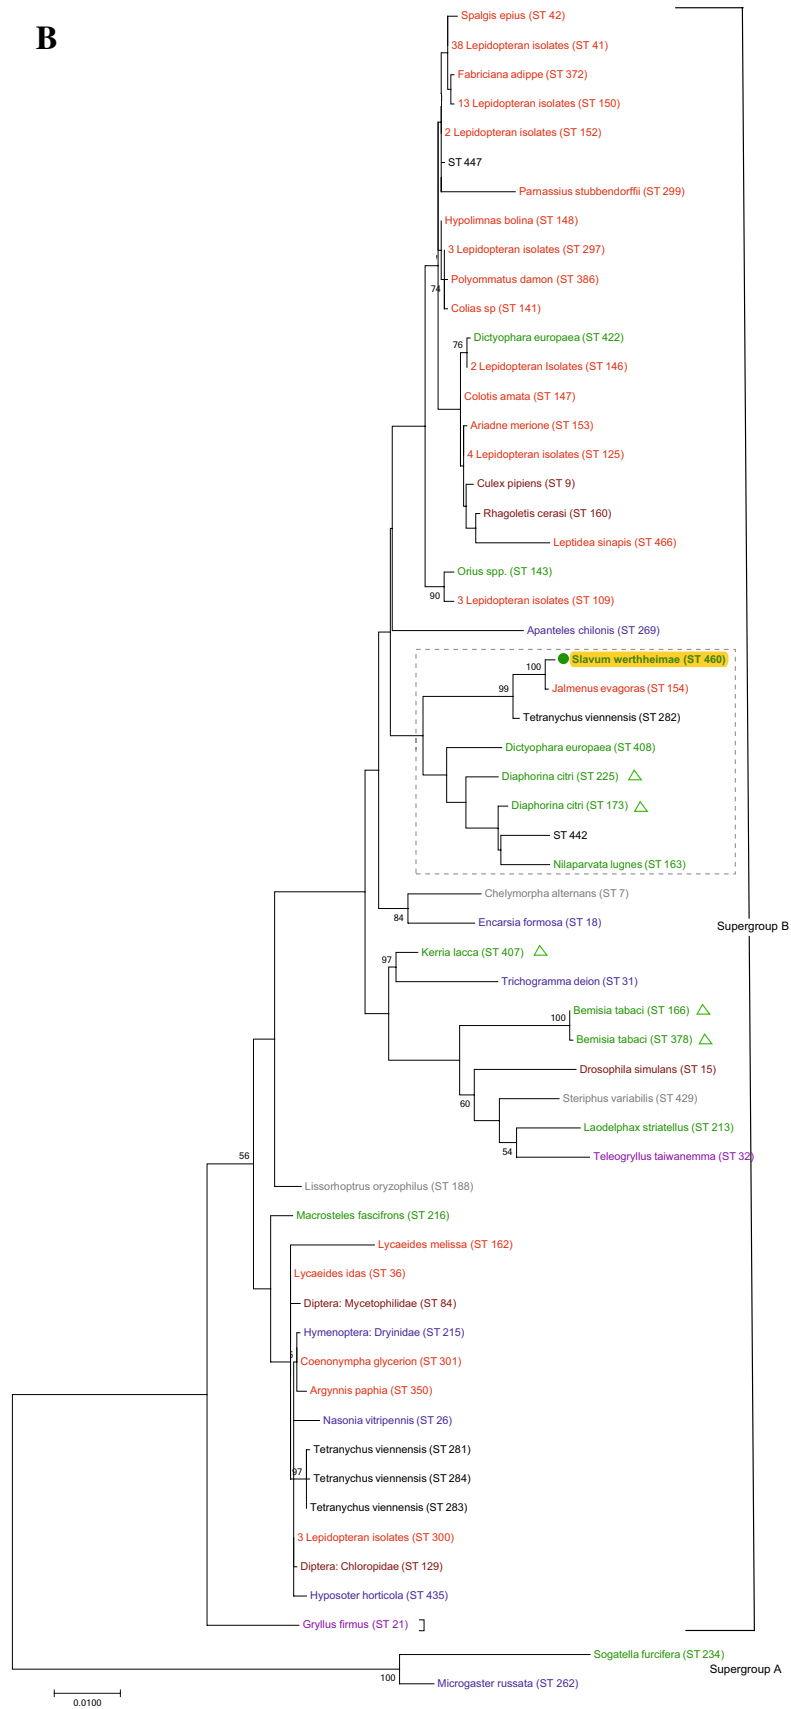 B
Spalgis epius (ST 42)
38 Lepidopteran isolates (ST 41)
Fabriciana adippe (ST 372)
13 Lepidopteran isolates (ST 150)
2 Lepidopteran isolates (ST 152)
ST 447
Parnassius stubbendorffii (ST 299)
Hypolimnas bolina (ST 148)
3 Lepidopteran isolates (ST 297)
Polyommatus damon (ST 386)
74
Colias sp (ST 141)
Dictyophara europaea (ST 422)
76
2 Lepidopteran Isolates (ST 146)
Colotis amata (ST 147)
Ariadne merione (ST 153)
4 Lepidopteran isolates (ST 125)
Culex pipiens (ST 9)
Rhagoletis cerasi (ST 160)
Leptidea sinapis (ST 466)
Orius spp. (ST 143)
90
3 Lepidopteran isolates (ST 109)
Apanteles chilonis (ST 269)
Slavum werthheimae (ST 460)
100
Jalmenus evagoras (ST 154)
99
Tetranychus viennensis (ST 282)
Dictyophara europaea (ST 408)
Diaphorina citri (ST 225)
Diaphorina citri (ST 173)
ST 442
Nilaparvata lugnes (ST 163)
Chelymorpha alternans (ST 7)
84
Encarsia formosa (ST 18)
Supergroup B
Kerria lacca (ST 407)
97
Trichogramma deion (ST 31)
Bemisia tabaci (ST 166)
100
Bemisia tabaci (ST 378)
Drosophila simulans (ST 15)
60
Steriphus variabilis (ST 429)
Laodelphax striatellus (ST 213)
54
Teleogryllus taiwanemma (ST 32)
56
Lissorhoptrus oryzophilus (ST 188)
Macrosteles fascifrons (ST 216)
Lycaeides melissa (ST 162)
Lycaeides idas (ST 36)
Diptera: Mycetophilidae (ST 84)
Hymenoptera: Dryinidae (ST 215)
Coenonympha glycerion (ST 301)
Argynnis paphia (ST 350)
Nasonia vitripennis (ST 26)
Tetranychus viennensis (ST 281)
97
Tetranychus viennensis (ST 284)
Tetranychus viennensis (ST 283)
3 Lepidopteran isolates (ST 300)
Diptera: Chloropidae (ST 129)
Hyposoter horticola (ST 435)
Gryllus firmus (ST 21)
Sogatella furcifera (ST 234)
Supergroup A
100
Microgaster russata (ST 262)
0.0100